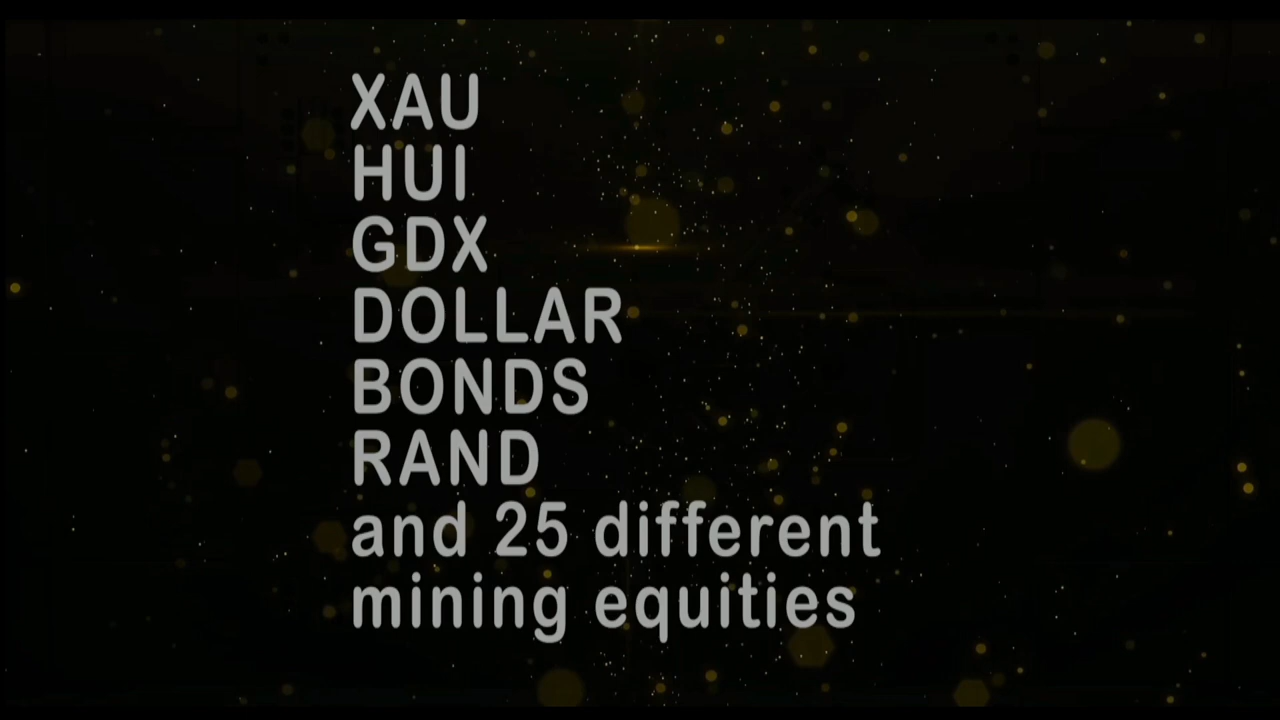 XAU
HUI
GDX
DOLLAR
BONDS
RAND
and 25 different
mining equities